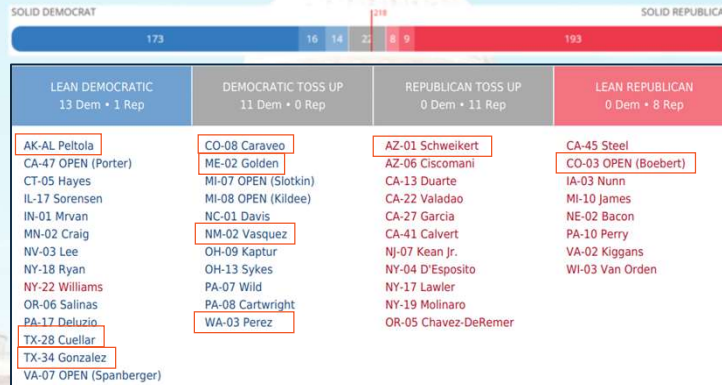 SOLID DEMOCRAT
218
SOLID REPUBLICA
173 16 14 22 8 9 193
LEAN DEMOCRATIC
13 Dem • 1 Rep
AK-AL Peltola
CA-47 OPEN (Porter)
CT-05 Hayes
IL-17 Sorensen
IN-01 Mrvan
MN-02 Craig
NV-03 Lee
NY-18 Ryan
NY-22 Williams
OR-06 Salinas
PA-17 Deluzio
TX-28 Cuellar
TX-34 Gonzalez
VA-07 OPEN (Spanberger)
DEMOCRATIC TOSS UP
11 Dem • 0 Rep
CO-08 Caraveo
ME-02 Golden
MI-07 OPEN (Slotkin)
MI-08 OPEN (Kildee)
NC-01 Davis
NM-02 Vasquez
OH-09 Kaptur
OH-13 Sykes
PA-07 Wild
PA-08 Cartwright
WA-03 Perez
REPUBLICAN TOSS UP
0 Dem • 11 Rep
AZ-01 Schweikert
AZ-06 Ciscomani
CA-13 Duarte
CA-22 Valadao
CA-27 Garcia
CA-41 Calvert
NJ-07 Kean Jr.
NY-04 D'Esposito
NY-17 Lawler
NY-19 Molinaro
OR-05 Chavez-DeRemer
LEAN REPUBLICAN
0 Dem • 8 Rep
CA-45 Steel
CO-03 OPEN (Boebert)
IA-03 Nunn
MI-10 James
NE-02 Bacon
PA-10 Perry
VA-02 Kiggans
WI-03 Van Orden